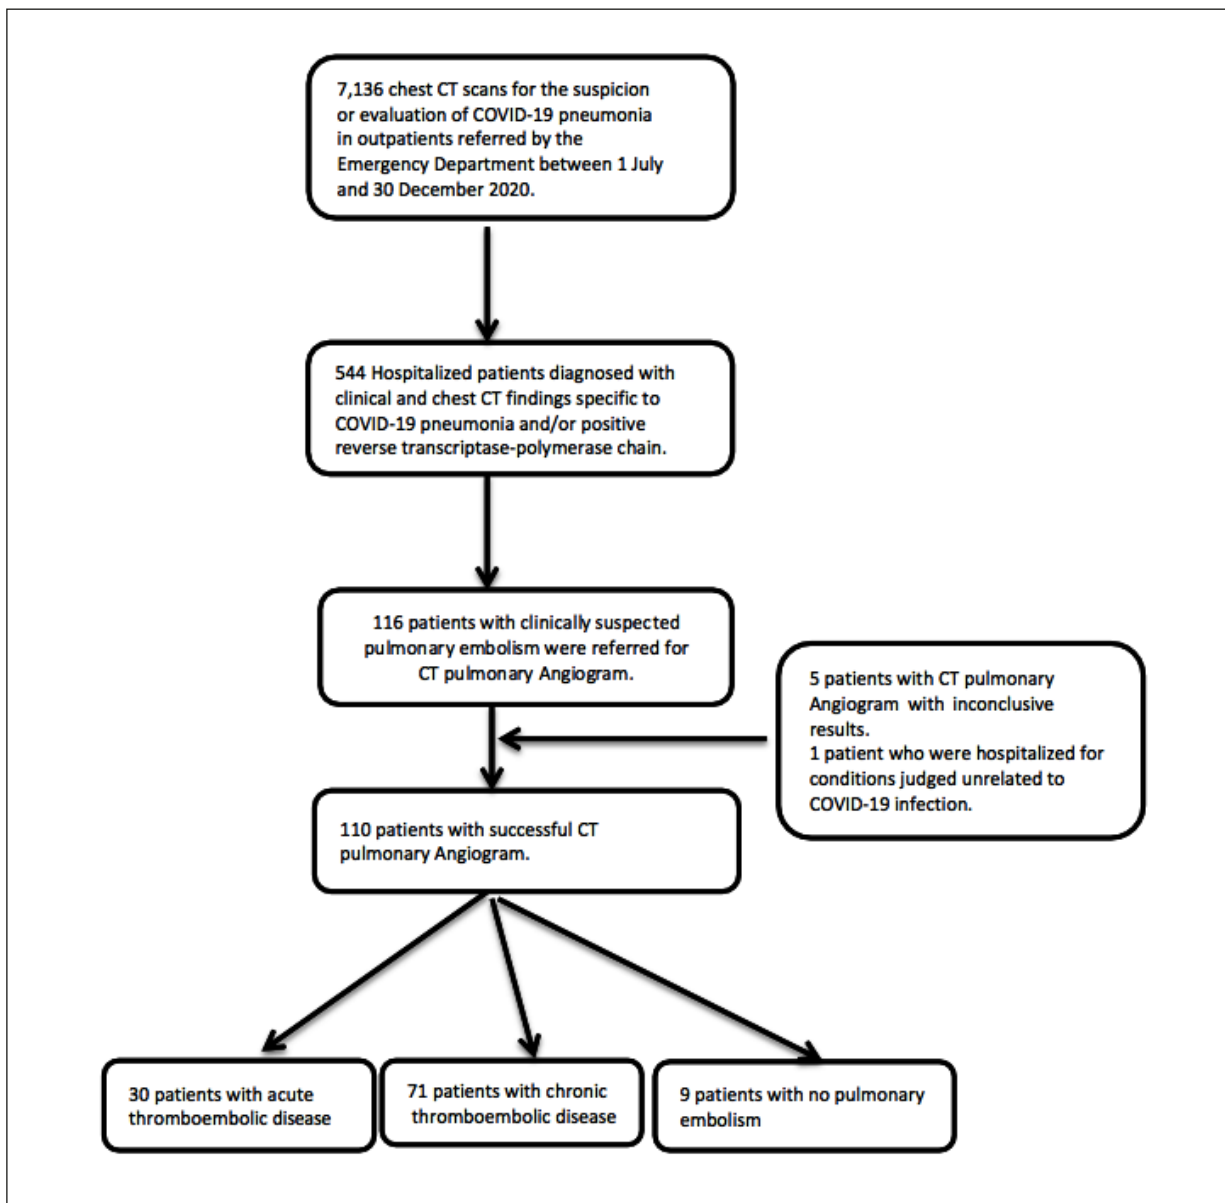 7,136 chest CT scans for the suspicion
or evaluation of COVID-19 pneumonia
in outpatients referred by the
Emergency Department between 1 July
and 30 December 2020.
544 Hospitalized patients diagnosed with
clinical and chest CT findings specific to
COVID-19 pneumonia and/or positive
reverse transcriptase-polymerase chain.
116 patients with clinically suspected
pulmonary embolism were referred for
CT pulmonary Angiogram.
5 patients with CT pulmonary
Angiogram with inconclusive
results.
1 patient who were hospitalized for
conditions judged unrelated to
COVID-19 infection.
110 patients with successful CT
pulmonary Angiogram.
30 patients with acute
thromboembolic disease
71 patients with chronic
thromboembolic disease
9 patients with no pulmonary
embolism